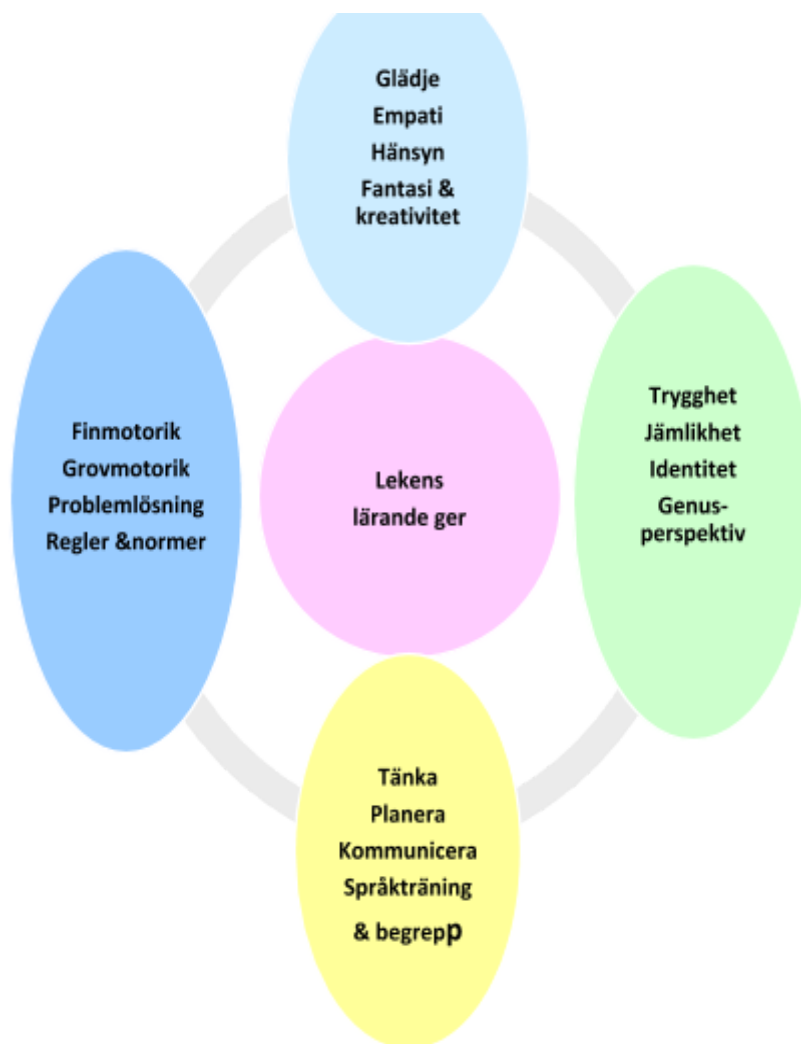 Glädje
Empati
Hänsyn
Fantasi &
kreativitet
Finmotorik
Grovmotorik
Problemlösning
Regler &normer
Lekens
lärande ger
Trygghet
Jämlikhet
Identitet
Genus-
perspektiv
Tänka
Planera
Kommunicera
Språkträning
& begrepp